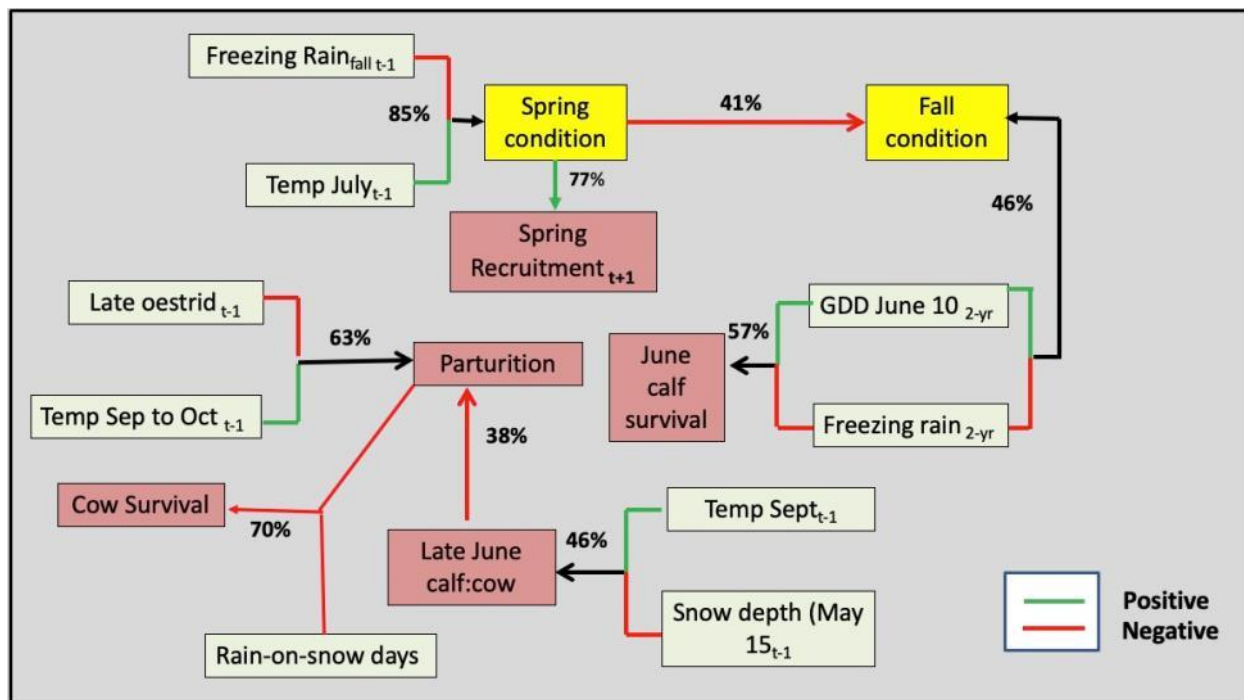 Freezing Rain fall t-1
85%
Temp July t-1
Spring
condition
41%
Fall
condition
77%
46%
Spring
Recruitment t+1
Late oestrid t-1
63%
Temp Sep to Oct t-1
Parturition
57%
June
calf
survival
GDD June 10 2-yr
Freezing rain 2-yr
38%
Cow Survival
70%
Rain-on-snow days
Late June
calf:cow
46%
Temp Sept t-1
Snow depth (May
15 t-1
Positive
Negative